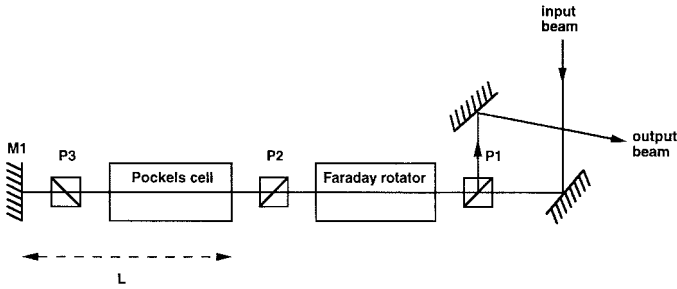 input
beam
output
beam
M1
P3
Pockels cell
P2
Faraday rotator
P1
L